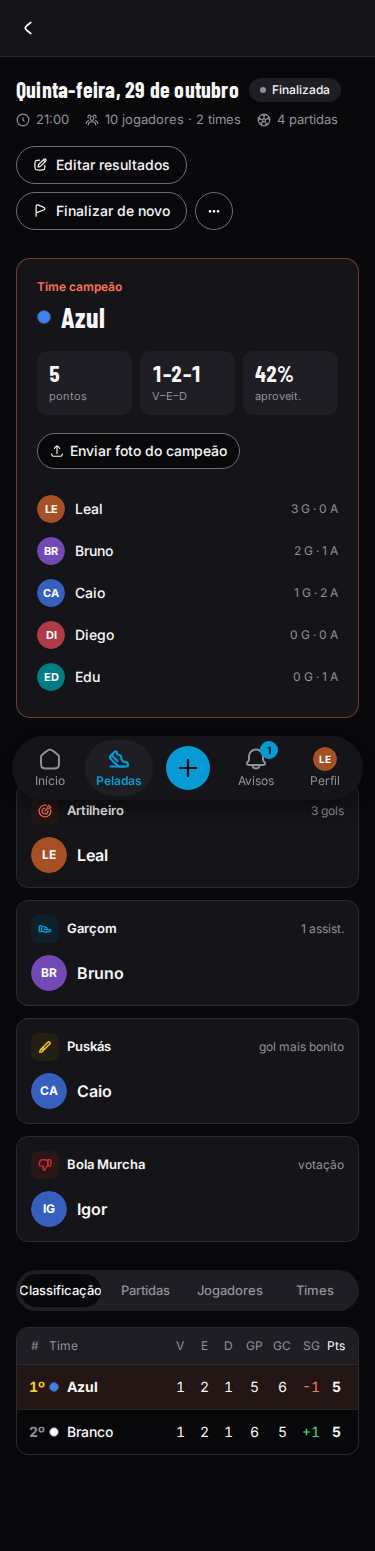 Quinta-feira, 29 de outubro Finalizada
21:00 10 jogadores · 2 times 4 partidas
Editar resultados
Finalizar de novo ...
Time campeão
Azul
5 1-2-1 42%
pontos V–E–D aproveit.
Enviar foto do campeão
LE Leal 3 G · 0 A
BR Bruno 2 G · 1 A
CA Caio 1 G · 2 A
DI Diego 0 G · 0 A
ED Edu 0 G · 1 A
1 LE
Início Peladas Avisos Perfil
Artilheiro 3 gols
LE Leal
Garçom 1 assist.
BR Bruno
Puskás gol mais bonito
CA Caio
Bola Murcha votação
IG Igor
Classificação Partidas Jogadores Times
# Time V E D GP GC SG Pts
1º Azul 1 2 1 5 6 -1 5
2º Branco 1 2 1 6 5 +1 5